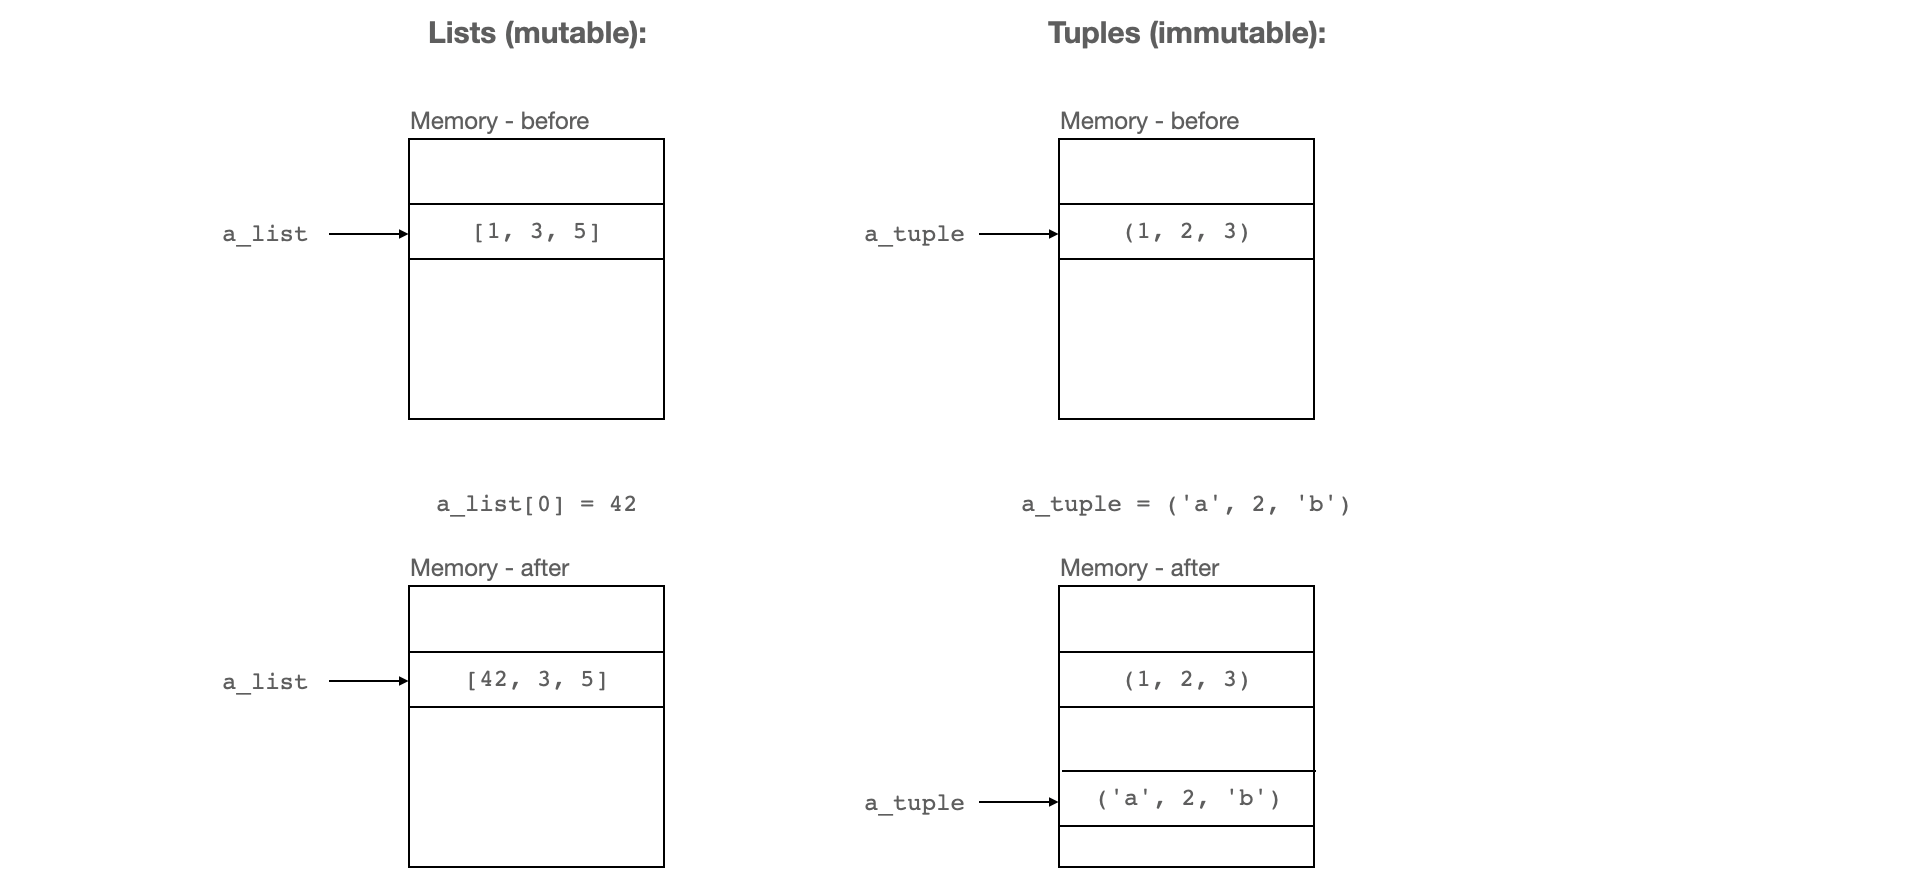 Lists (mutable):
Tuples (immutable):
Memory - before
Memory - before
a_list
[1, 3, 5]
a_tuple
(1, 2, 3)
a_list[0] = 42
a_tuple = ('a', 2, 'b')
Memory - after
Memory - after
a_list
[42, 3, 5]
(1, 2, 3)
a_tuple
('a', 2, 'b')